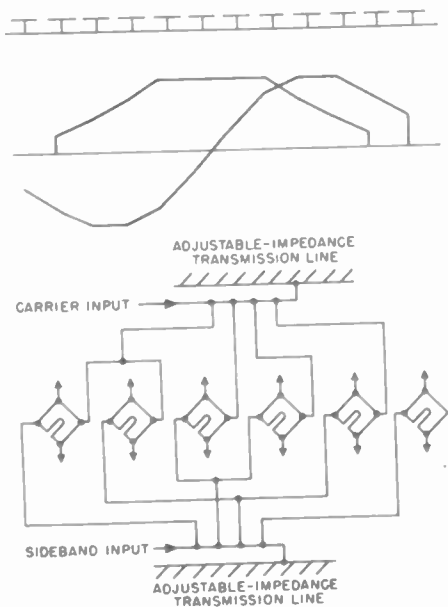 ADJUSTABLE-IMPEDANCE
TRANSMISSION LINE
CARRIER INPUT
SIDEBAND INPUT
ADJUSTABLE-IMPEDANCE
TRANSMISSION LINE